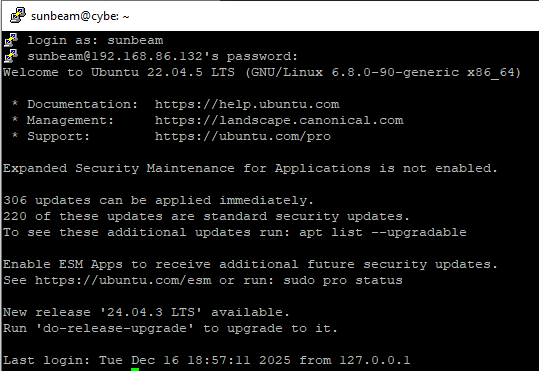 sunbeam@cybe: ~
login as: sunbeam
sunbeam@192.168.86.132's password:
Welcome to Ubuntu 22.04.5 LTS (GNU/Linux 6.8.0-90-generic x86_64)
* Documentation:  https://help.ubuntu.com
* Management:     https://landscape.canonical.com
* Support:        https://ubuntu.com/pro
Expanded Security Maintenance for Applications is not enabled.
306 updates can be applied immediately.
220 of these updates are standard security updates.
To see these additional updates run: apt list --upgradable
Enable ESM Apps to receive additional future security updates.
See https://ubuntu.com/esm or run: sudo pro status
New release '24.04.3 LTS' available.
Run 'do-release-upgrade' to upgrade to it.
Last login: Tue Dec 16 18:57:11 2025 from 127.0.0.1